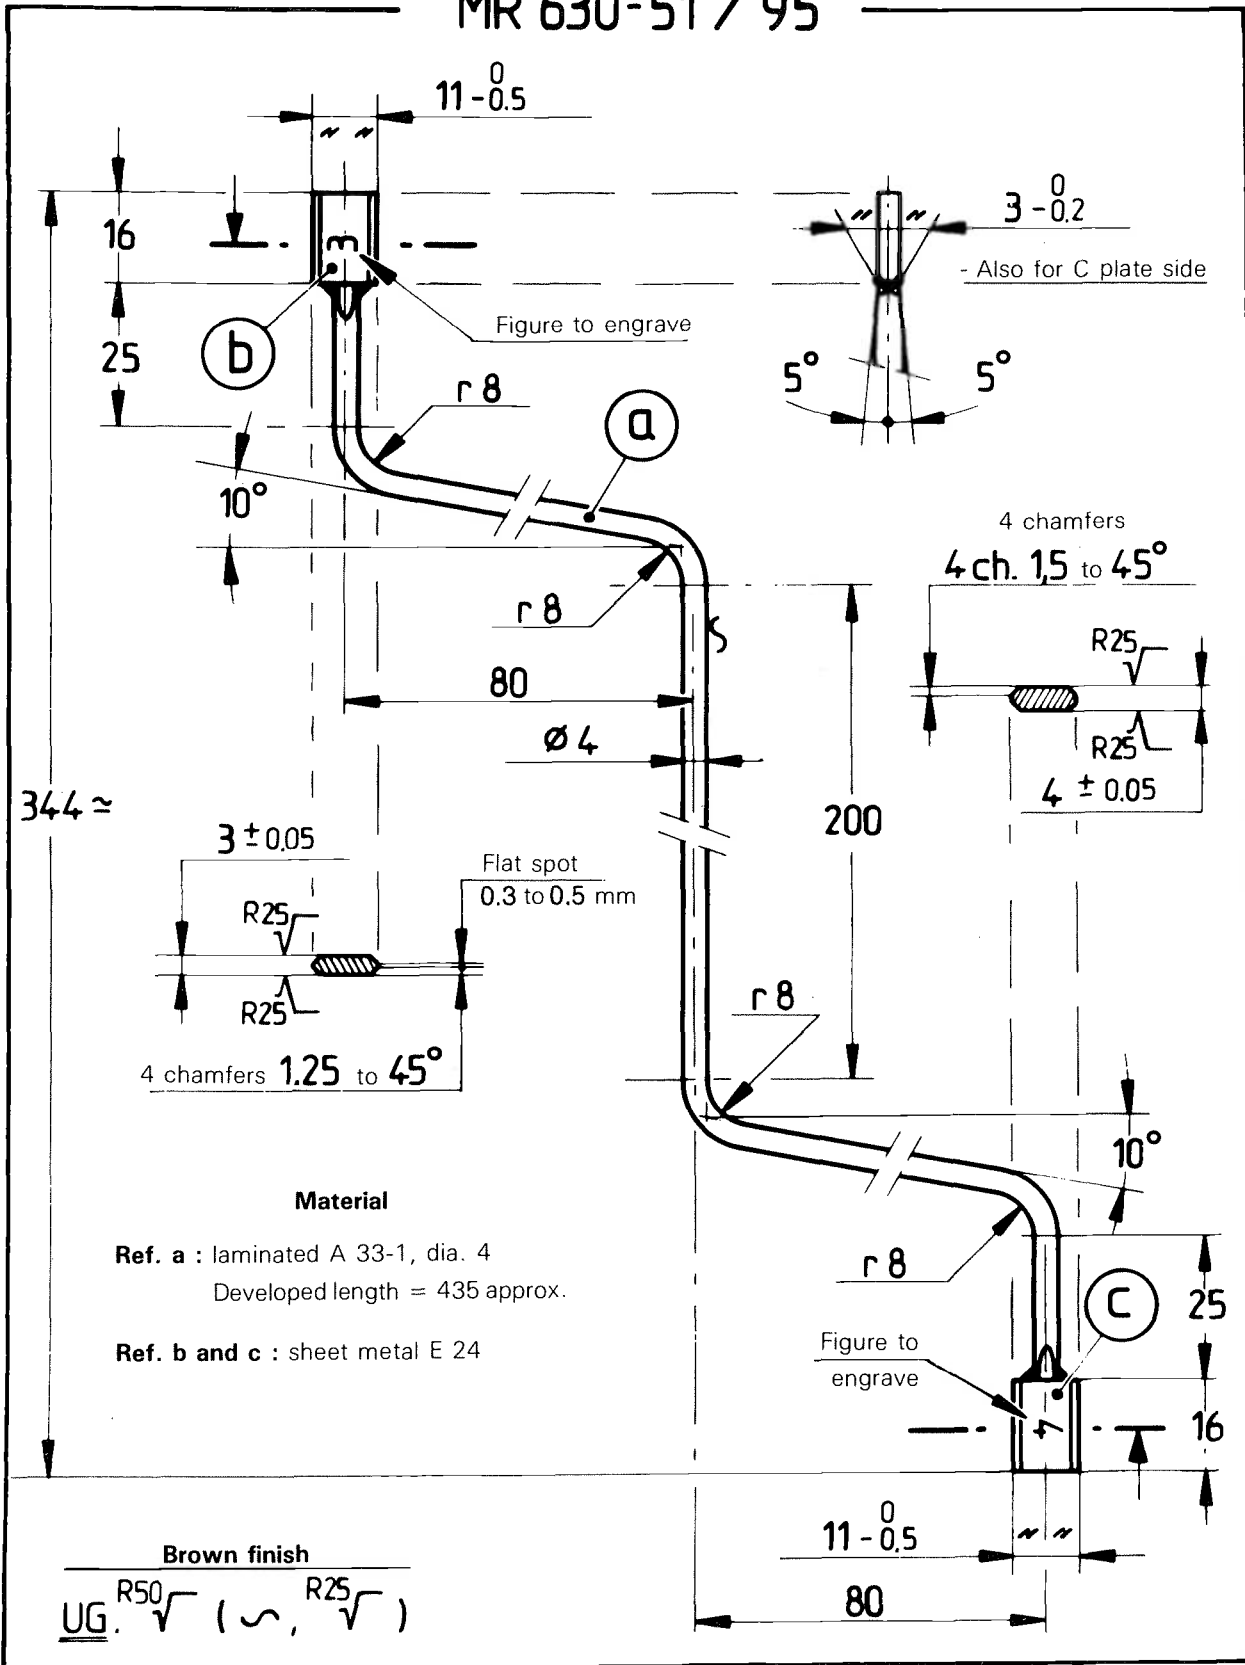 MR 630-51 / 95
11 - 0 0.5
16
3
3 - 0 0.2
- Also for C plate side
b
Figure to engrave
25
5° 5°
r 8
a
10°
4 chamfers
4 ch. 1,5 to 45°
r 8
R25
80
Ø 4
R25
4 ± 0.05
344 ≃
200
3 ± 0.05
Flat spot
0.3 to 0.5 mm
R25
R25
r 8
4 chamfers 1.25 to 45°
10°
Material
Ref. a : laminated A 33-1, dia. 4
Developed length = 435 approx.
r 8
C
25
Ref. b and c : sheet metal E 24
Figure to
engrave
4
16
11 - 0 0.5
Brown finish
UG. R50 √ ( ~, R25 √ )
80